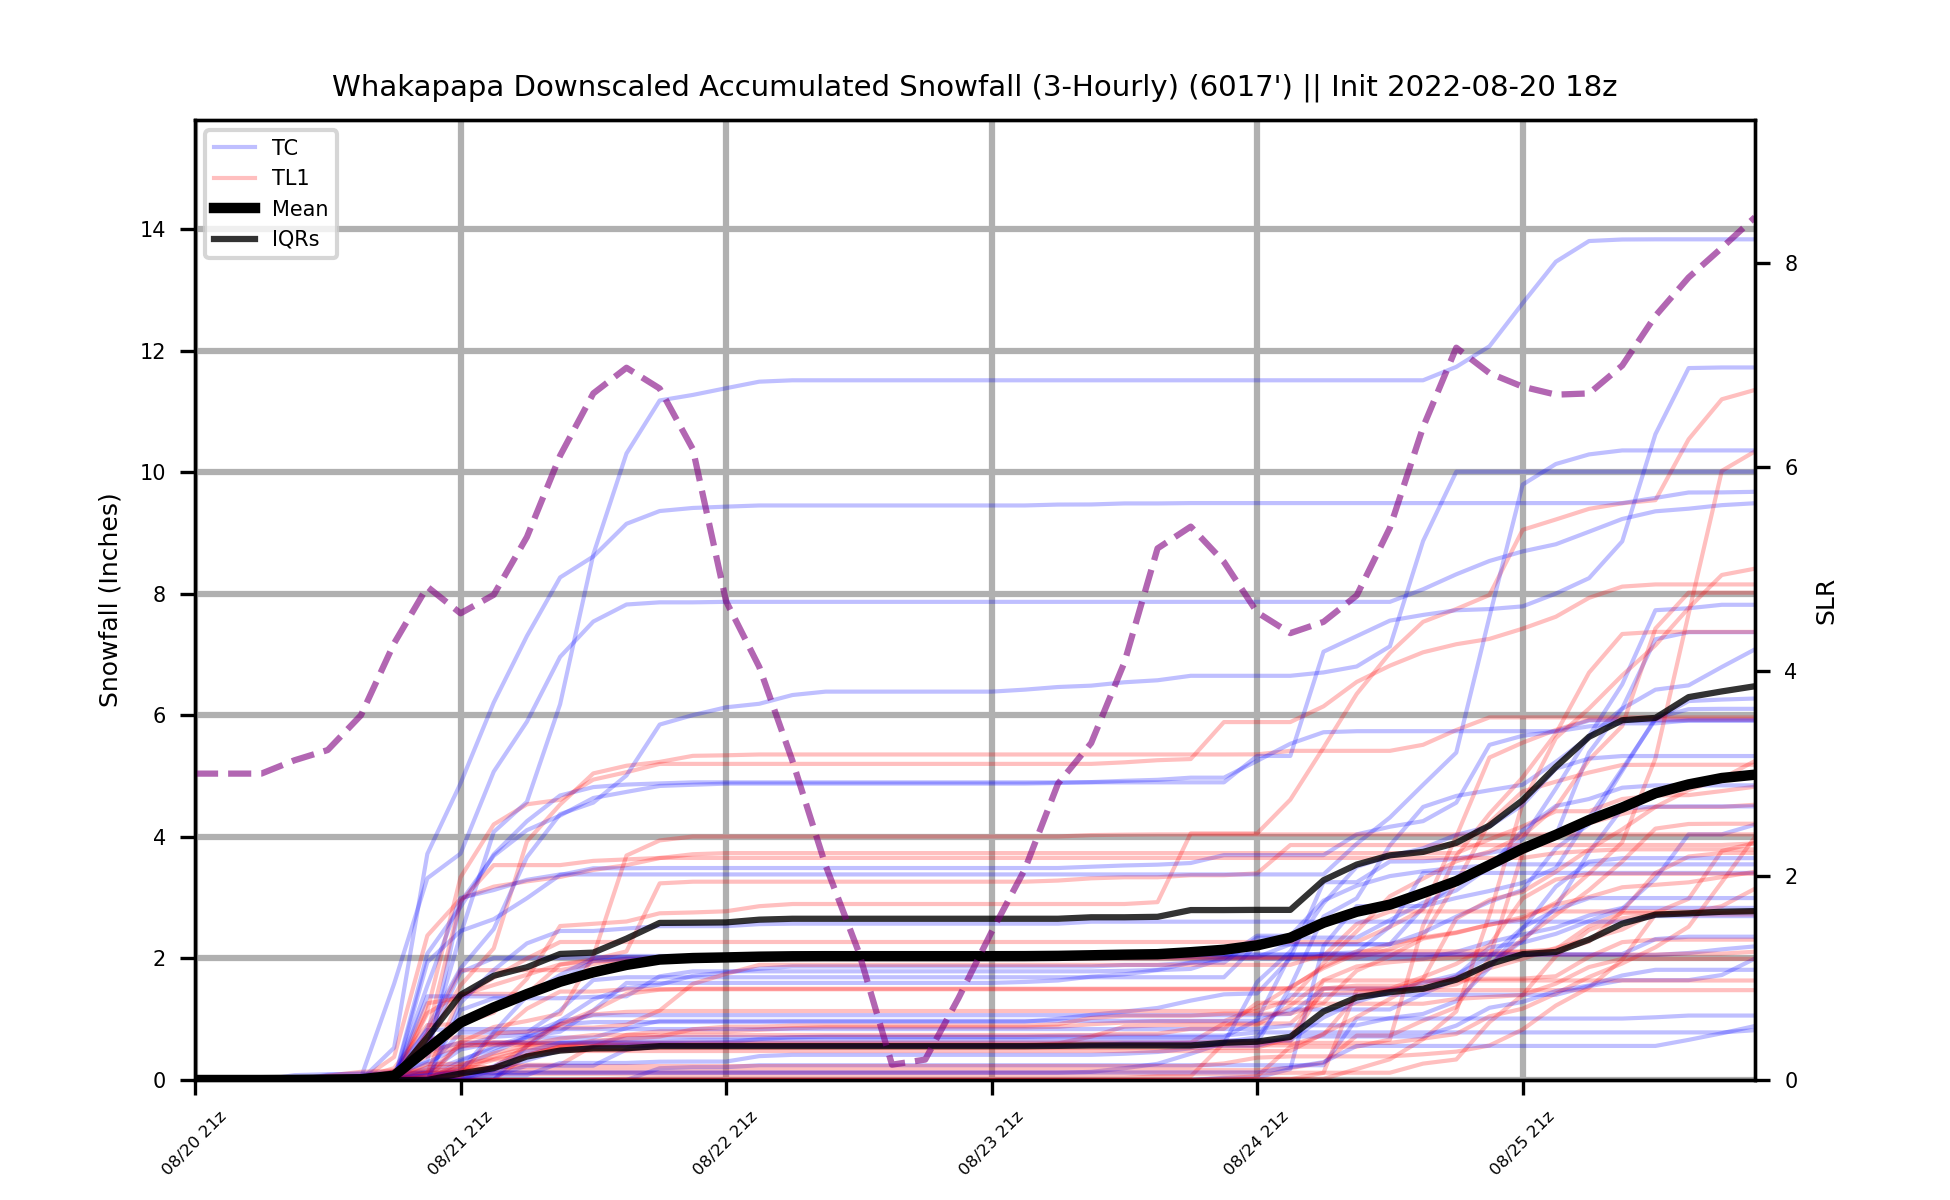 Whakapapa Downscaled Accumulated Snowfall (3-Hourly) (6017') || Init 2022-08-20 18z
TC
TL1
Mean
IQRs
Snowfall (Inches)
14
12
10
8
6
4
2
0
8
6
4
2
0
SLR
08/20 21z
08/21 21z
08/22 21z
08/23 21z
08/24 21z
08/25 21z